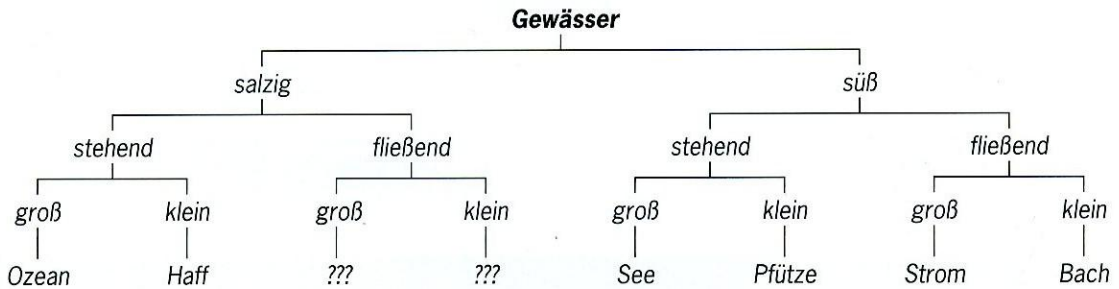 Gewässer
salzig süß
stehend fließend stehend fließend
groß klein groß klein groß klein groß klein
Ozean Haff ??? ??? See Pfütze Strom Bach